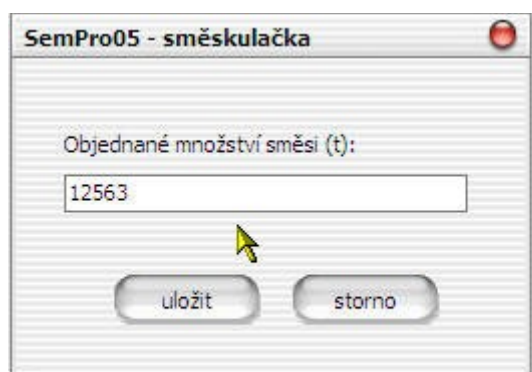 SemPro05 - směskulačka
Objednané množství směsi (t):
12563
uložit storno